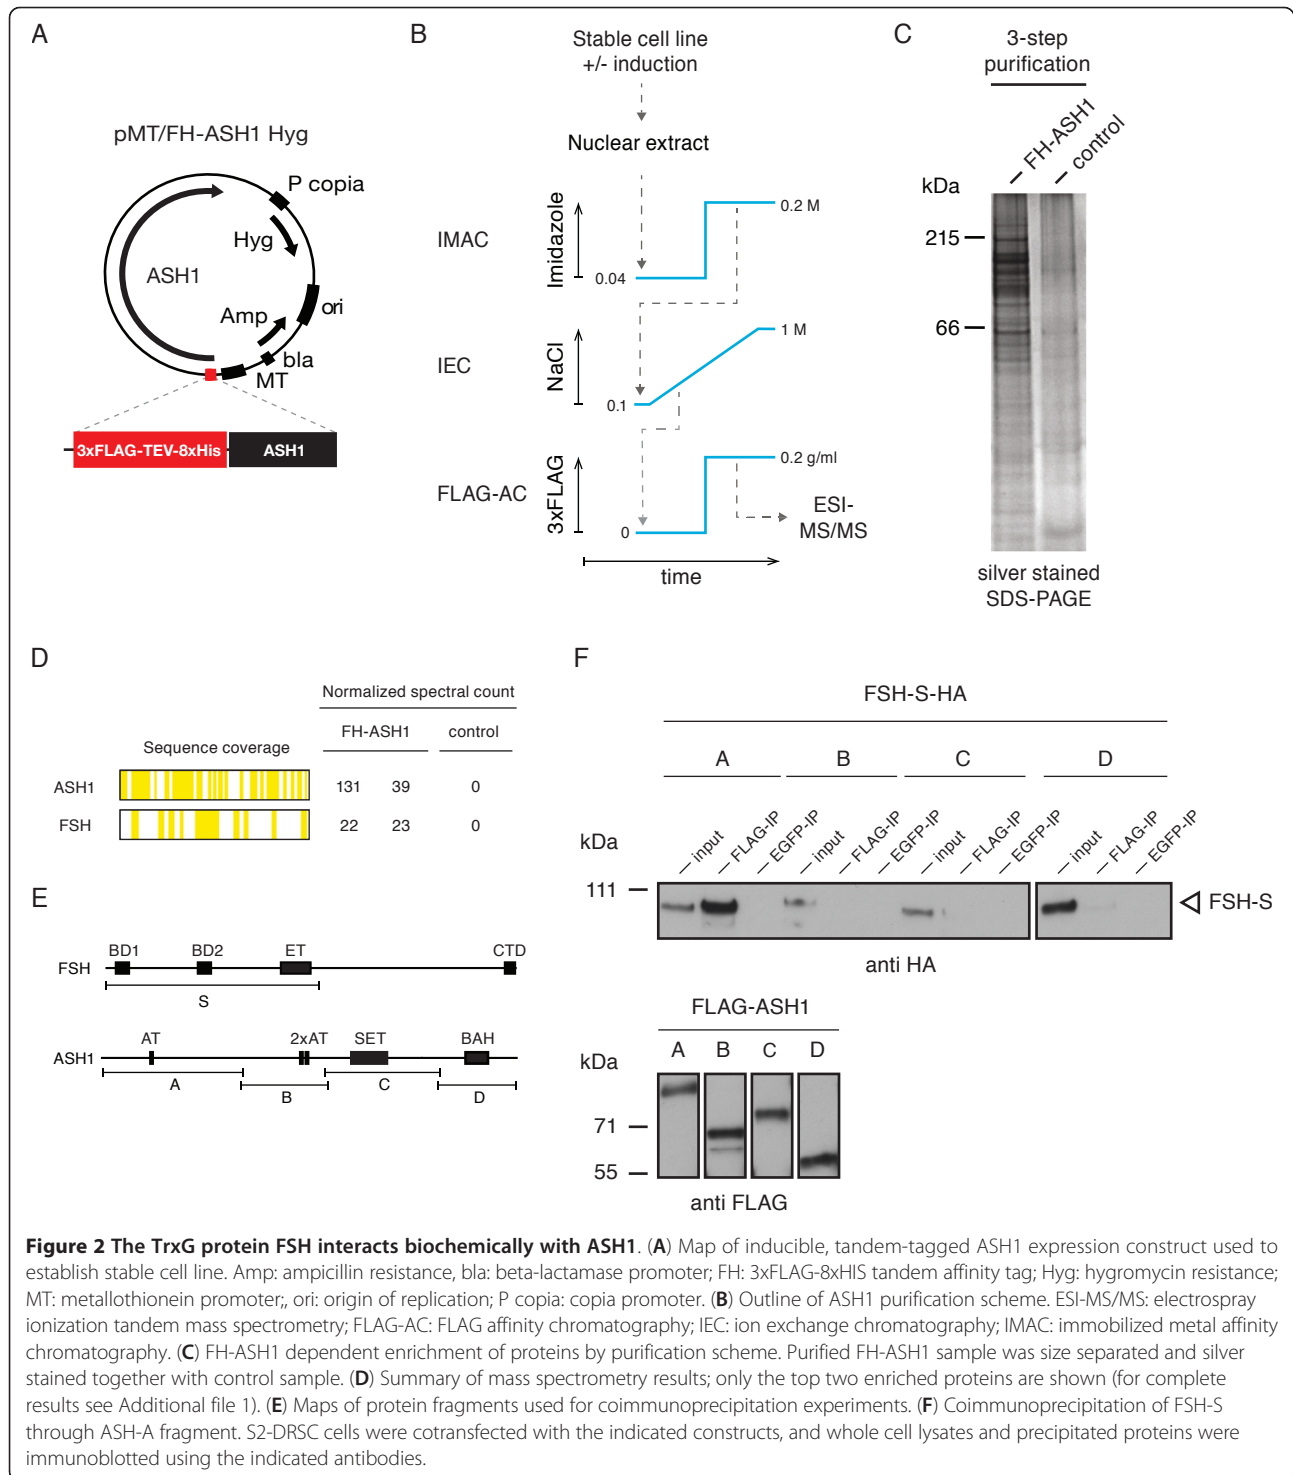 A
pMT/FH-ASH1 Hyg
P copia
Hyg
ASH1
ori
Amp
bla
MT
3xFLAG-TEV-8xHis
ASH1
B
Stable cell line
+/- induction
Nuclear extract
IMAC
Imidazole
0.2 M
0.04
IEC
NaCl
1 M
0.1
FLAG-AC
3xFLAG
0.2 g/ml
0
ESI-
MS/MS
time
C
3-step
purification
FH-ASH1
control
kDa
215
66
silver stained
SDS-PAGE
D
Normalized spectral count
Sequence coverage
FH-ASH1
control
ASH1
131
39
0
FSH
22
23
0
E
BD1
BD2
ET
CTD
FSH
S
AT
2xAT
SET
BAH
ASH1
A
B
C
D
F
FSH-S-HA
A
B
C
D
kDa
input
FLAG-IP
EGFP-IP
input
FLAG-IP
EGFP-IP
input
FLAG-IP
EGFP-IP
input
FLAG-IP
EGFP-IP
111
FSH-S
anti HA
FLAG-ASH1
kDa
A
B
C
D
71
55
anti FLAG
Figure 2 The TrxG protein FSH interacts biochemically with ASH1. (A) Map of inducible, tandem-tagged ASH1 expression construct used to
establish stable cell line. Amp: ampicillin resistance, bla: beta-lactamase promoter; FH: 3xFLAG-8xHIS tandem affinity tag; Hyg: hygromycin resistance;
MT: metallothionein promoter;, ori: origin of replication; P copia: copia promoter. (B) Outline of ASH1 purification scheme. ESI-MS/MS: electrospray
ionization tandem mass spectrometry; FLAG-AC: FLAG affinity chromatography; IEC: ion exchange chromatography; IMAC: immobilized metal affinity
chromatography. (C) FH-ASH1 dependent enrichment of proteins by purification scheme. Purified FH-ASH1 sample was size separated and silver
stained together with control sample. (D) Summary of mass spectrometry results; only the top two enriched proteins are shown (for complete
results see Additional file 1). (E) Maps of protein fragments used for coimmunoprecipitation experiments. (F) Coimmunoprecipitation of FSH-S
through ASH-A fragment. S2-DRSC cells were cotransfected with the indicated constructs, and whole cell lysates and precipitated proteins were
immunoblotted using the indicated antibodies.